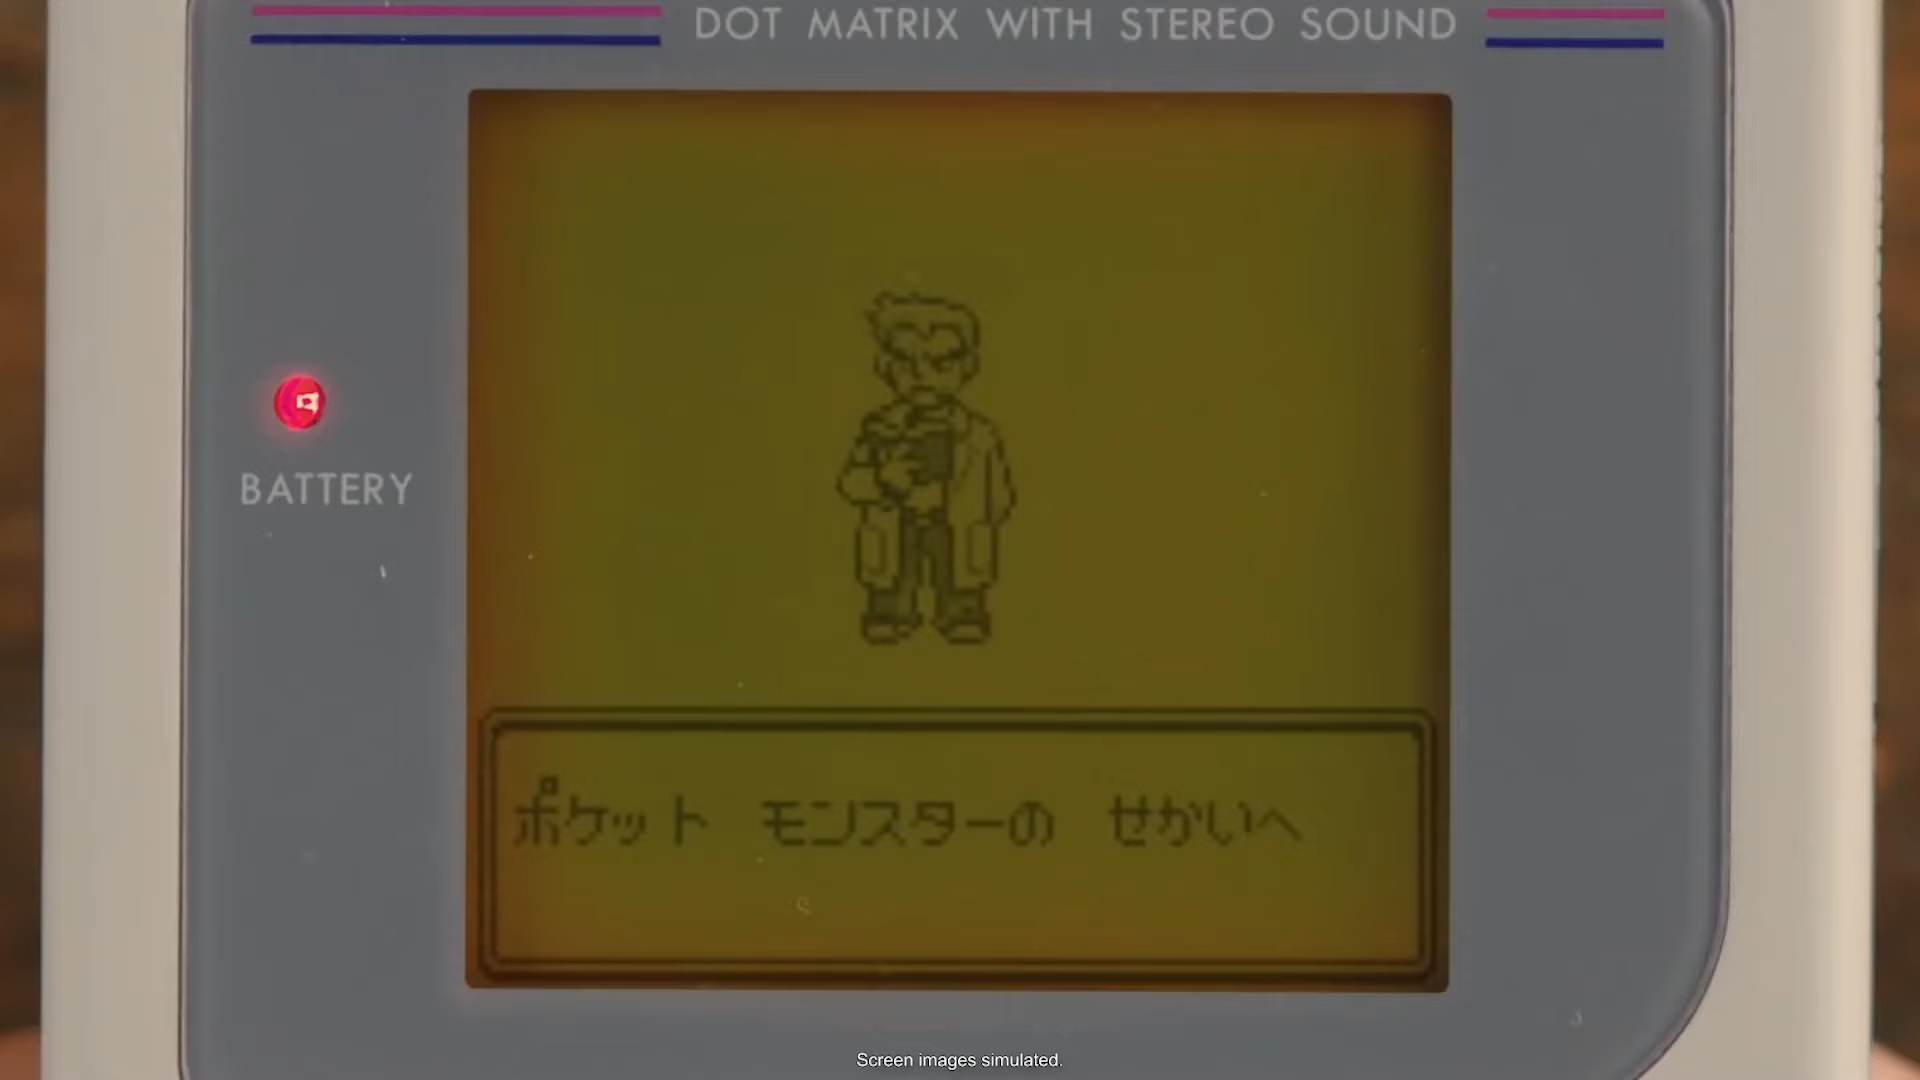 DOT MATRIX WITH STEREO SOUND
BATTERY
ポケット モンスターの せかいへ
Screen images simulated.